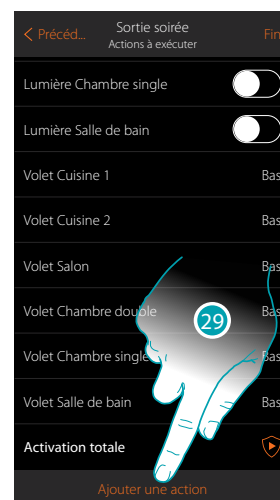 Précéd... Sortie soirée Fin
Actions à exécuter
Lumière Chambre single
Lumière Salle de bain
Volet Cuisine 1 Bas
Volet Cuisine 2 Bas
Volet Salon Bas
Volet Chambre double Bas
Volet Chambre single Bas
Volet Salle de bain Bas
Activation totale
Ajouter une action
29